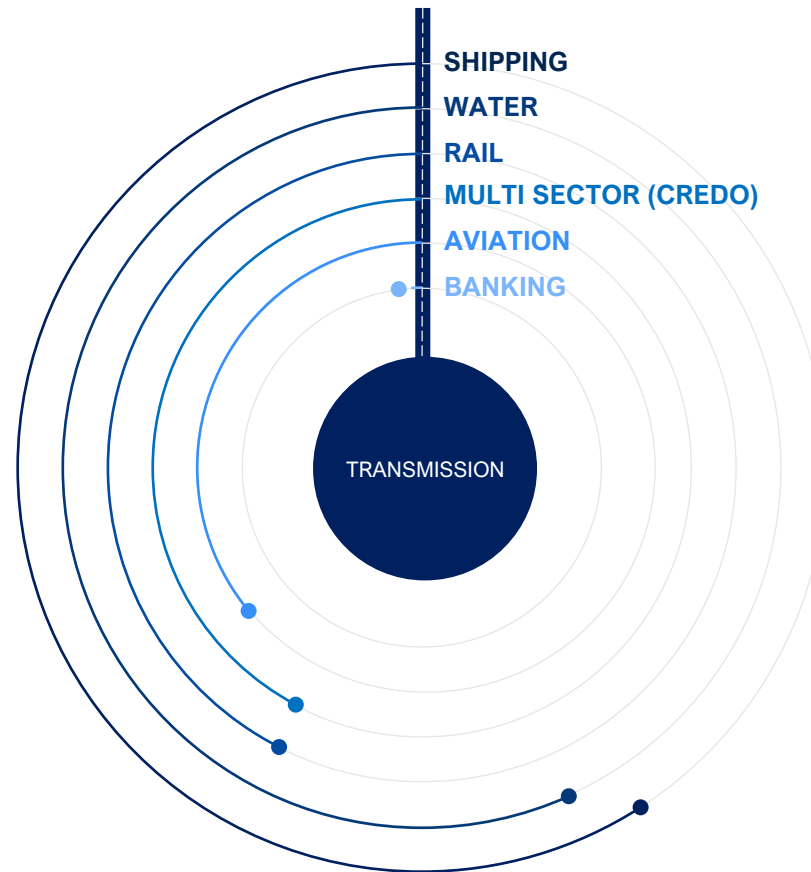 SHIPPING
WATER
RAIL
MULTI SECTOR (CREDO)
AVIATION
BANKING
TRANSMISSION